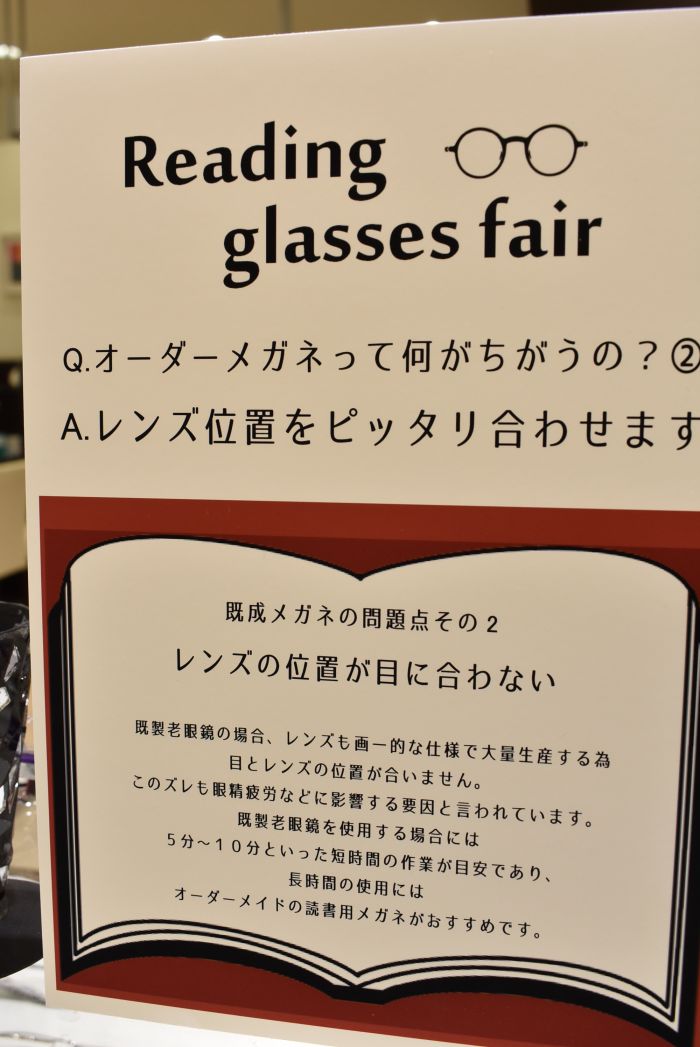 Reading
glasses fair
Q.オーダーメガネって何がちがうの？②
A.レンズ位置をピッタリ合わせます
既成メガネの問題点その２
レンズの位置が目に合わない
既製老眼鏡の場合、レンズも画一的な仕様で大量生産する為
目とレンズの位置が合いません。
このズレも眼精疲労などに影響する要因と言われています。
既製老眼鏡を使用する場合には
５分～１０分といった短時間の作業が目安であり、
長時間の使用には
オーダーメイドの読書用メガネがおすすめです。